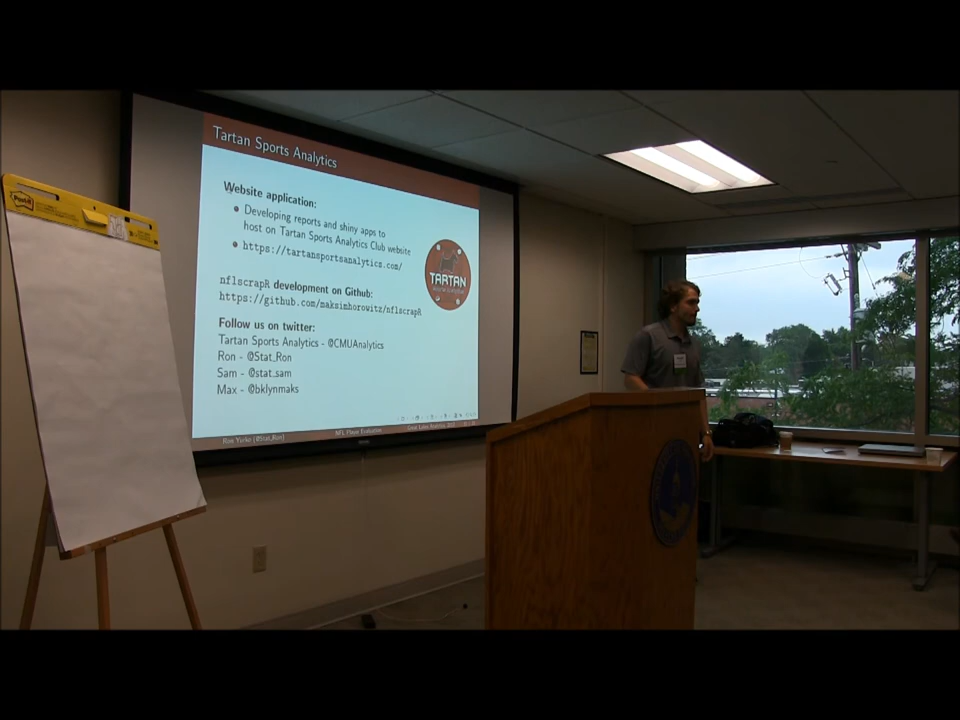 Tartan Sports Analytics
Website application:
Developing reports and shiny apps to
host on Tartan Sports Analytics Club website
https://tartansportsanalytics.com/
nflscrapR development on Github:
https://github.com/maksimhorowitz/nflscrapR
Follow us on twitter:
Tartan Sports Analytics - @CMUAnalytics
Ron - @Stat_Ron
Sam - @stat_sam
Max - @bklynmaks
TARTAN
(@Stat_Ron)
NFL Player Evaluation
Post-it